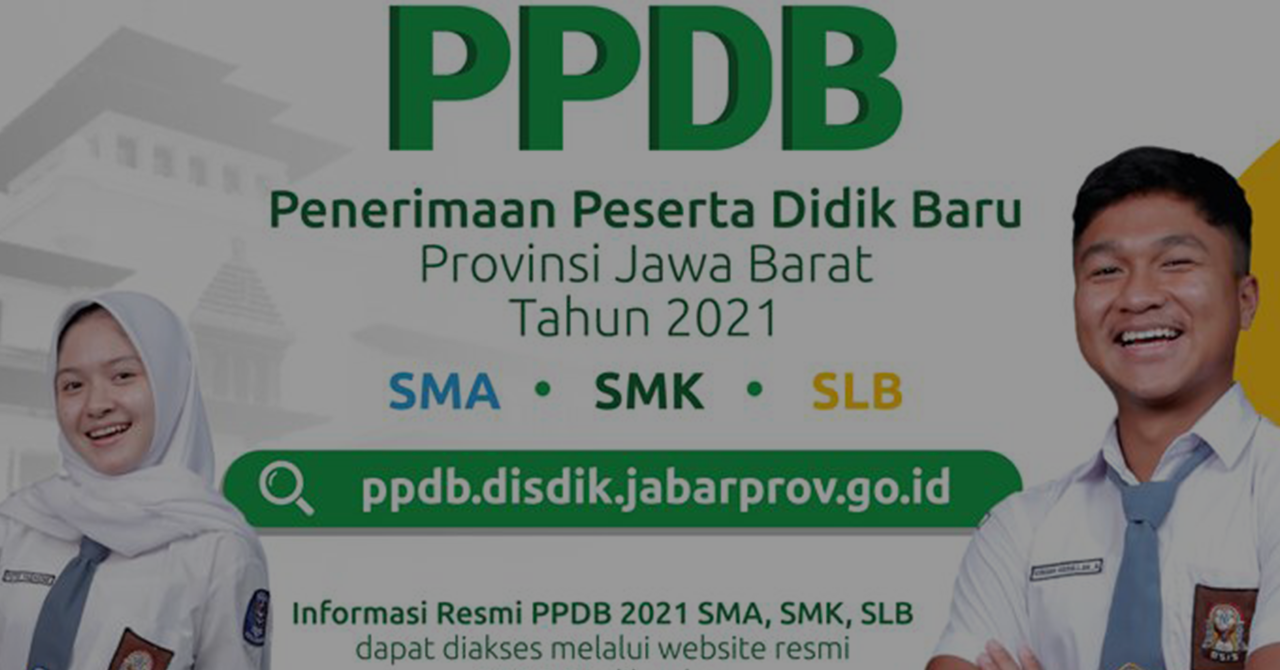 PPDB
Penerimaan Peserta Didik Baru
Provinsi Jawa Barat
Tahun 2021
SMA • SMK • SLB
ppdb.disdik.jabarprov.go.id
Informasi Resmi PPDB 2021 SMA, SMK, SLB
dapat diakses melalui website resmi
OSIS